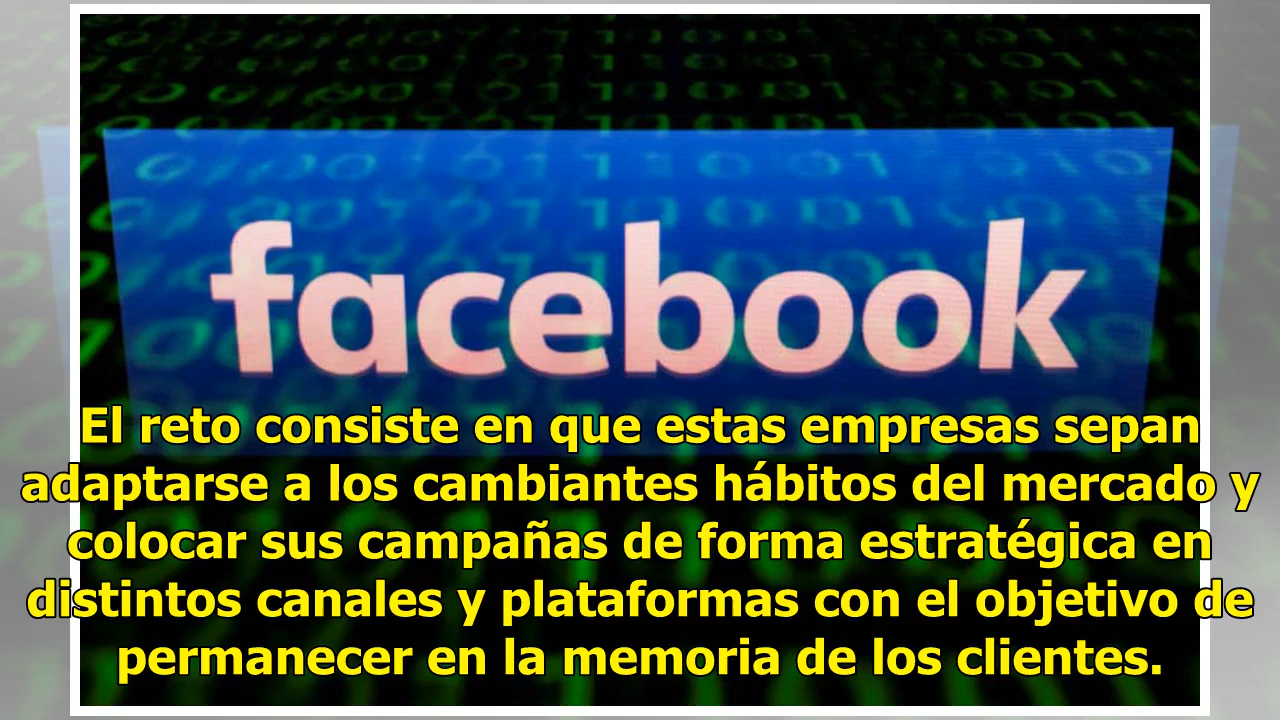 facebook
El reto consiste en que estas empresas sepan
adaptarse a los cambiantes hábitos del mercado y
colocar sus campañas de forma estratégica en
distintos canales y plataformas con el objetivo de
permanecer en la memoria de los clientes.